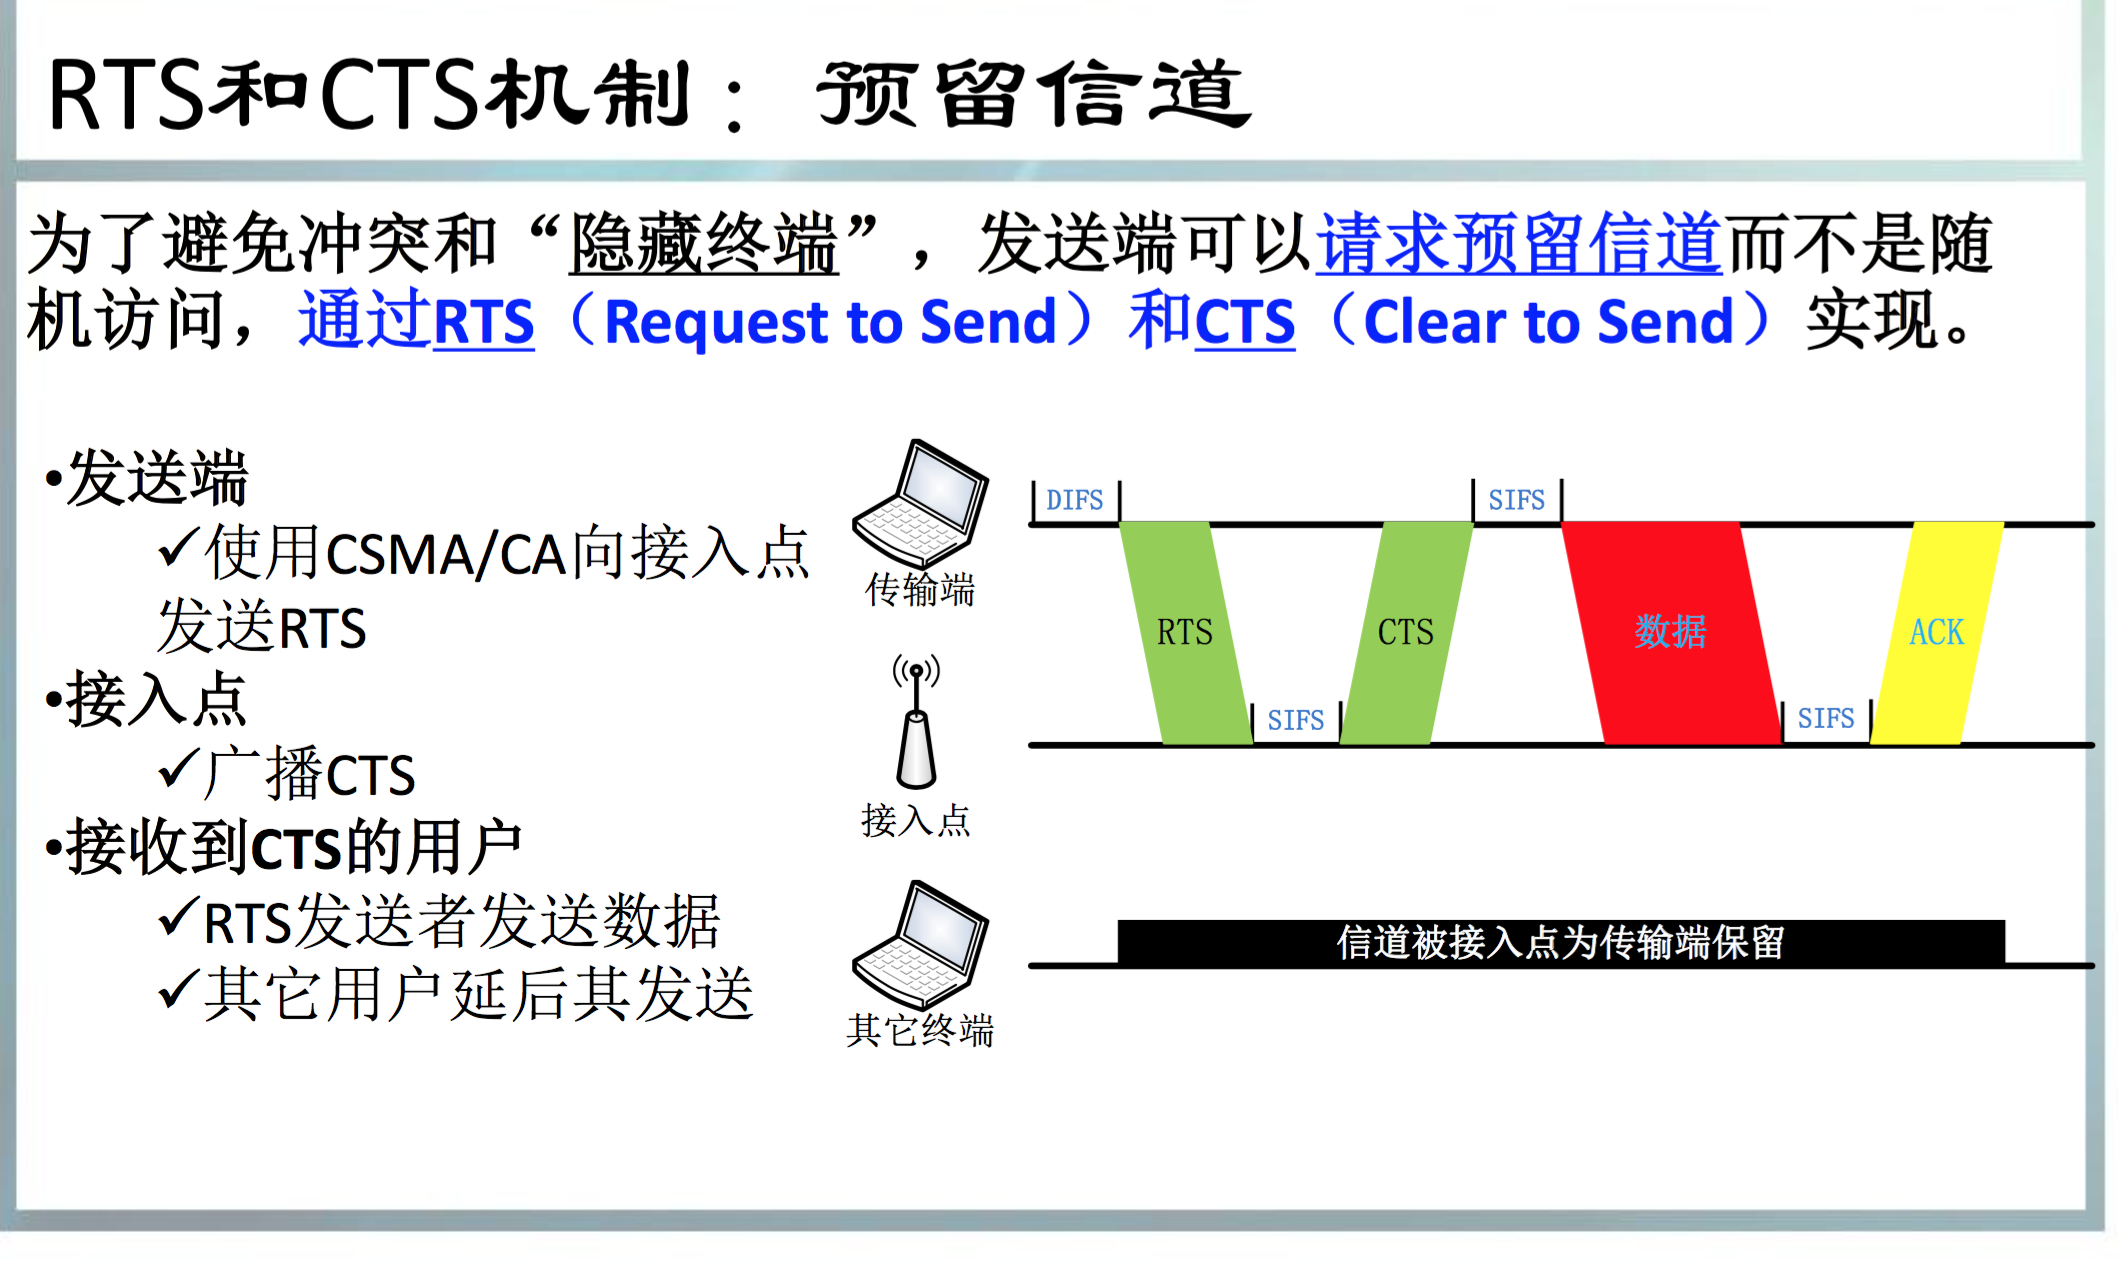 RTS和CTS机制：预留信道
为了避免冲突和“隐藏终端”，发送端可以请求预留信道而不是随
机访问，通过RTS（Request to Send）和CTS（Clear to Send）实现。
•发送端
✓使用CSMA/CA向接入点
发送RTS
•接入点
✓广播CTS
•接收到CTS的用户
✓RTS发送者发送数据
✓其它用户延后其发送
传输端
DIFS
SIFS
RTS
CTS
数据
ACK
SIFS
SIFS
接入点
信道被接入点为传输端保留
其它终端